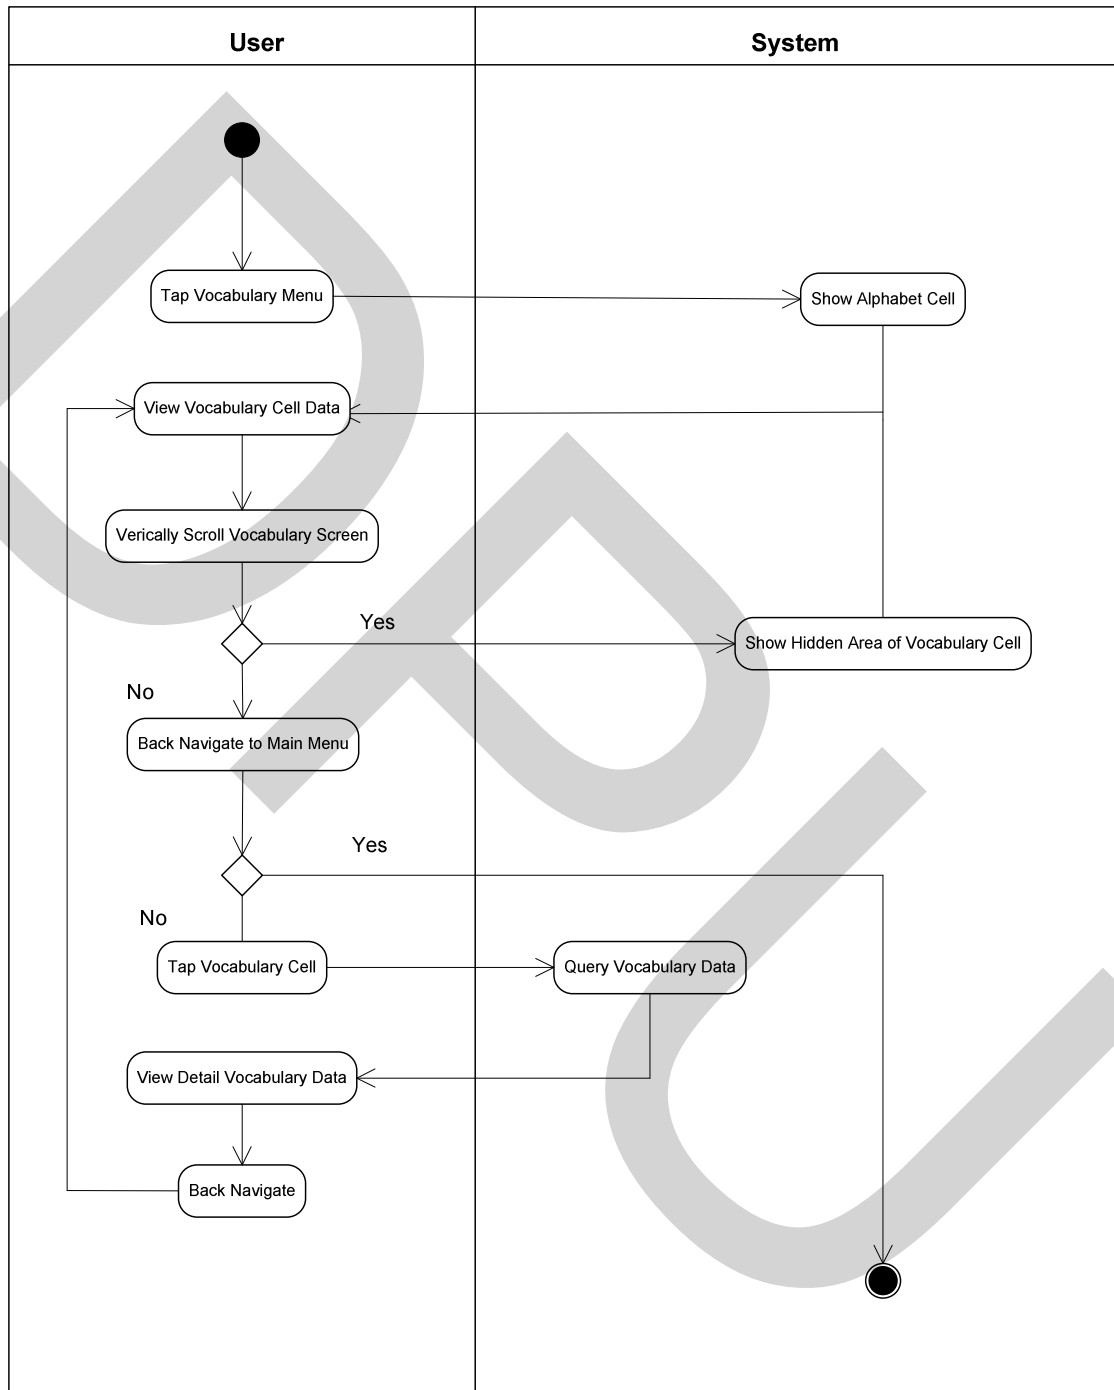 User
System
Tap Vocabulary Menu
Show Alphabet Cell
View Vocabulary Cell Data
Verically Scroll Vocabulary Screen
Yes
Show Hidden Area of Vocabulary Cell
No
Back Navigate to Main Menu
Yes
No
Tap Vocabulary Cell
Query Vocabulary Data
View Detail Vocabulary Data
Back Navigate
DPU